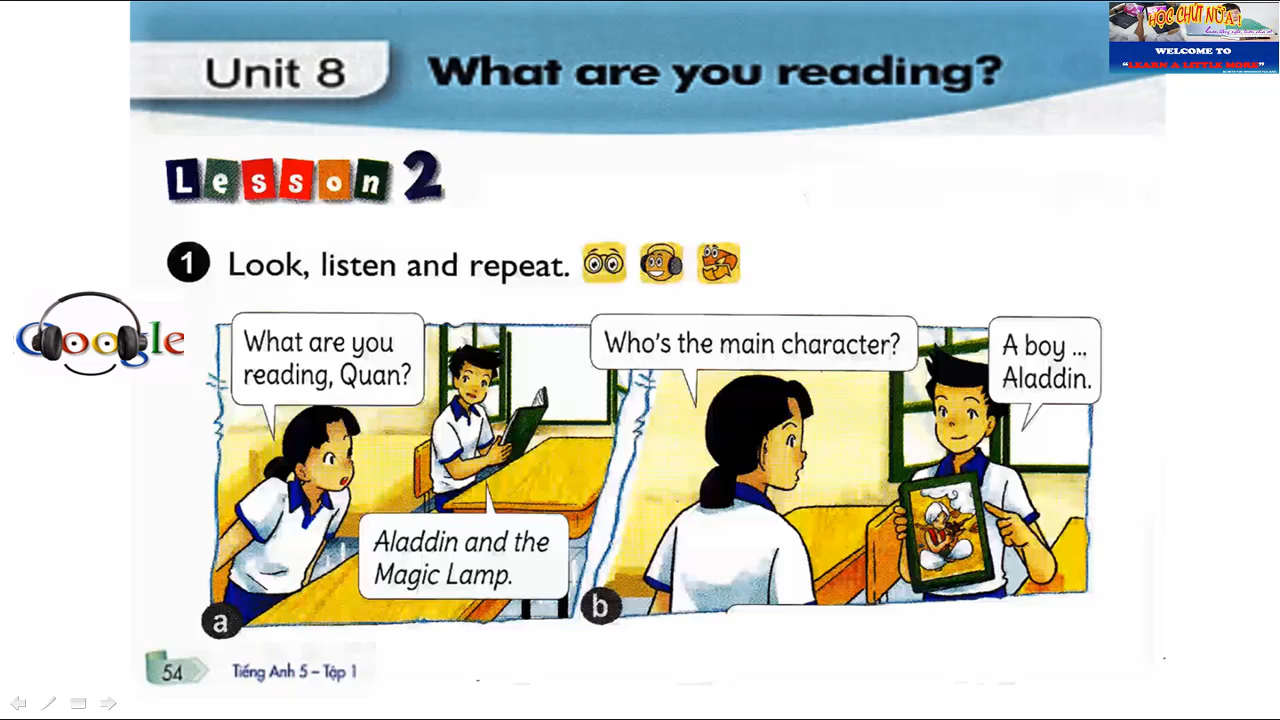 HỌC CHÚT NỮA!
WELCOME TO
"LEARN A LITTLE MORE"
Unit 8
What are you reading?
Lesson 2
1 Look, listen and repeat.
Google
What are you
reading, Quan?
Aladdin and the
Magic Lamp.
a
Who's the main character?
A boy ...
Aladdin.
b
54
Tiếng Anh 5 – Tập 1